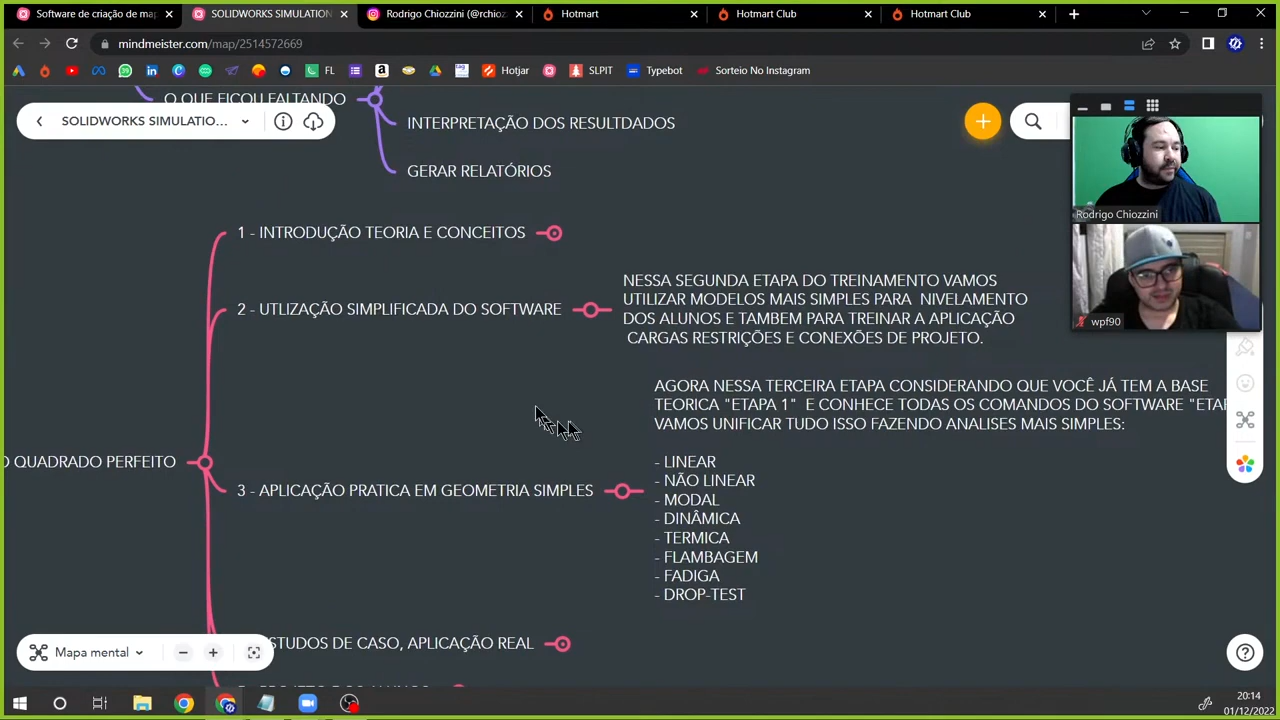 Software de criação de map
SOLIDWORKS SIMULATION
Rodrigo Chiozzini (@rchioz
Hotmart
Hotmart Club
Hotmart Club
mindmeister.com/map/2514572669
FL
Hotjar
SLPIT
Typebot
Sorteio No Instagram
O QUE FICOU FALTANDO
SOLIDWORKS SIMULATIO...
INTERPRETAÇÃO DOS RESULTDADOS
GERAR RELATÓRIOS
Rodrigo Chiozzini
wpf90
1 - INTRODUÇÃO TEORIA E CONCEITOS
2 - UTLIZAÇÃO SIMPLIFICADA DO SOFTWARE
NESSA SEGUNDA ETAPA DO TREINAMENTO VAMOS
UTILIZAR MODELOS MAIS SIMPLES PARA NIVELAMENTO
DOS ALUNOS E TAMBEM PARA TREINAR A APLICAÇÃO
CARGAS RESTRIÇÕES E CONEXÕES DE PROJETO.
AGORA NESSA TERCEIRA ETAPA CONSIDERANDO QUE VOCÊ JÁ TEM A BASE
TEORICA "ETAPA 1" E CONHECE TODAS OS COMANDOS DO SOFTWARE "ETAP
VAMOS UNIFICAR TUDO ISSO FAZENDO ANALISES MAIS SIMPLES:
O QUADRADO PERFEITO
3 - APLICAÇÃO PRATICA EM GEOMETRIA SIMPLES
- LINEAR
- NÃO LINEAR
- MODAL
- DINÂMICA
- TERMICA
- FLAMBAGEM
- FADIGA
- DROP-TEST
STUDOS DE CASO, APLICAÇÃO REAL
Mapa mental
20:14
01/12/2022